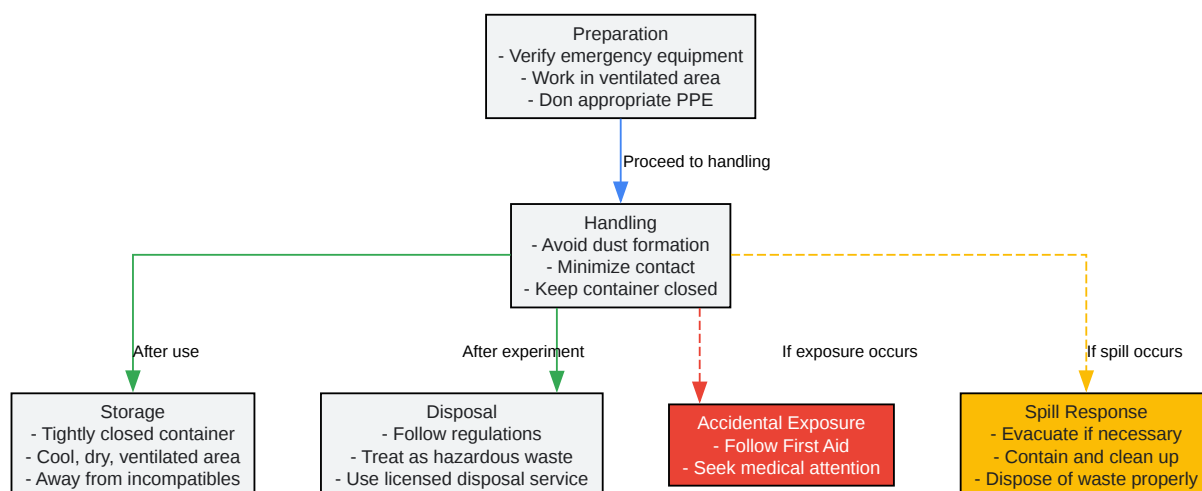 Preparation
- Verify emergency equipment
- Work in ventilated area
- Don appropriate PPE
Proceed to handling
Handling
- Avoid dust formation
- Minimize contact
- Keep container closed
After use
After experiment
If exposure occurs
If spill occurs
Storage
- Tightly closed container
- Cool, dry, ventilated area
- Away from incompatibles
Disposal
- Follow regulations
- Treat as hazardous waste
- Use licensed disposal service
Accidental Exposure
- Follow First Aid
- Seek medical attention
Spill Response
- Evacuate if necessary
- Contain and clean up
- Dispose of waste properly